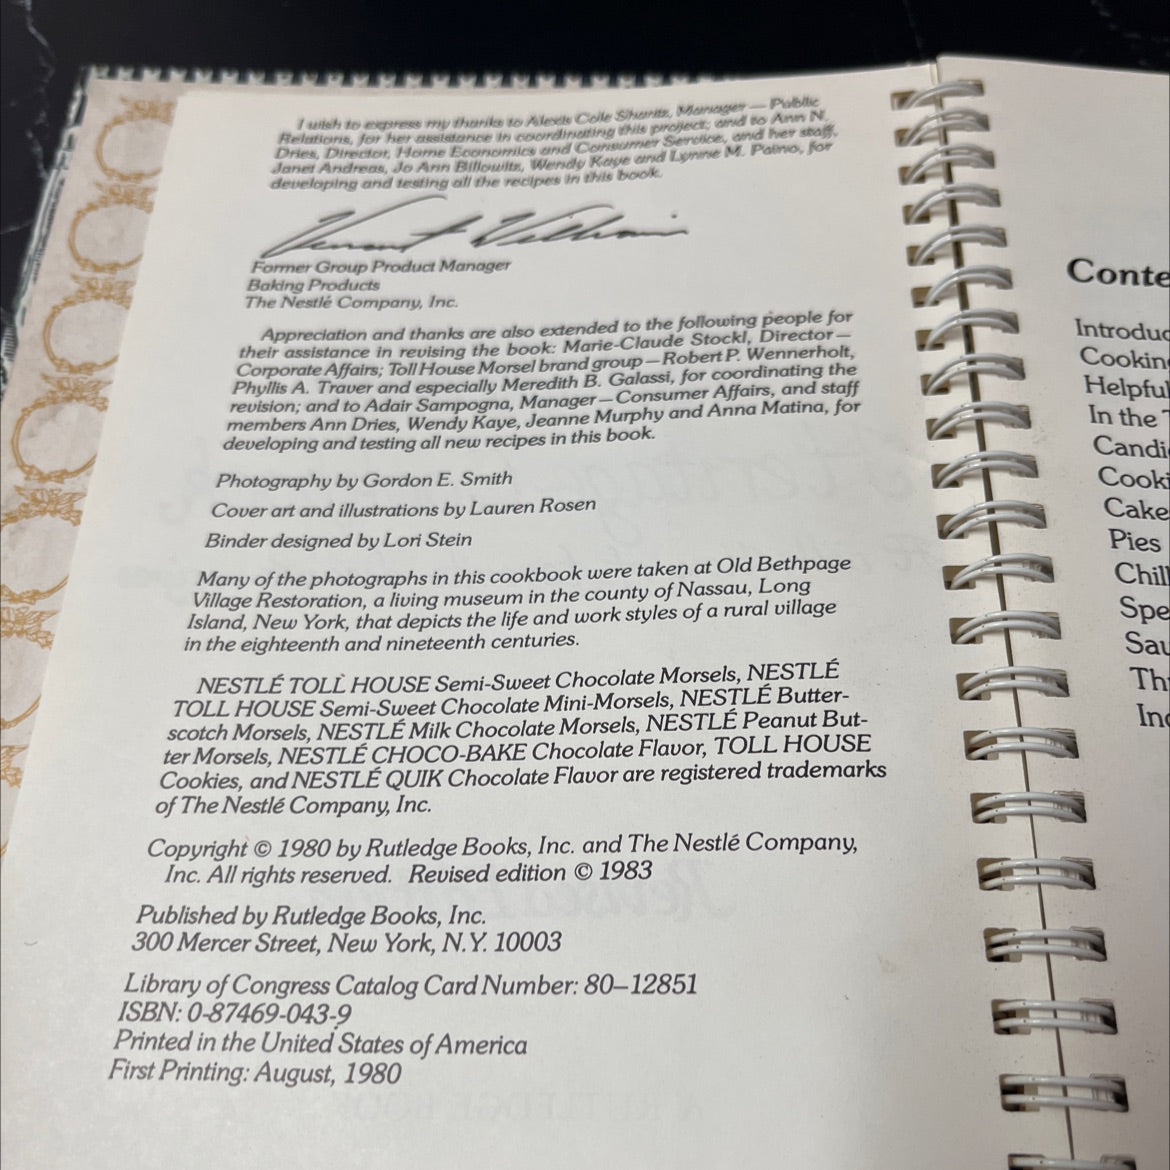 I wish to express my thanks to Alexis Cole Shantz, Manager — Public
Relations, for her assistance in coordinating this project; and to Ann N.
Dries, Director, Home Economics and Consumer Service, and her staff,
Janet Andreas, Jo Ann Billowitz, Wendy Kaye and Lynne M. Palino, for
developing and testing all the recipes in this book.
Former Group Product Manager
Baking Products
The Nestlé Company, Inc.
Appreciation and thanks are also extended to the following people for
their assistance in revising the book: Marie-Claude Stockl, Director—
Corporate Affairs; Toll House Morsel brand group—Robert P. Wennerholt,
Phyllis A. Traver and especially Meredith B. Galassi, for coordinating the
revision; and to Adair Sampogna, Manager—Consumer Affairs, and staff
members Ann Dries, Wendy Kaye, Jeanne Murphy and Anna Matina, for
developing and testing all new recipes in this book.
Photography by Gordon E. Smith
Cover art and illustrations by Lauren Rosen
Binder designed by Lori Stein
Many of the photographs in this cookbook were taken at Old Bethpage
Village Restoration, a living museum in the county of Nassau, Long
Island, New York, that depicts the life and work styles of a rural village
in the eighteenth and nineteenth centuries.
NESTLÉ TOLL HOUSE Semi-Sweet Chocolate Morsels, NESTLÉ
TOLL HOUSE Semi-Sweet Chocolate Mini-Morsels, NESTLÉ Butter-
scotch Morsels, NESTLÉ Milk Chocolate Morsels, NESTLÉ Peanut But-
ter Morsels, NESTLÉ CHOCO-BAKE Chocolate Flavor, TOLL HOUSE
Cookies, and NESTLÉ QUIK Chocolate Flavor are registered trademarks
of The Nestlé Company, Inc.
Copyright © 1980 by Rutledge Books, Inc. and The Nestlé Company,
Inc. All rights reserved. Revised edition © 1983
Published by Rutledge Books, Inc.
300 Mercer Street, New York, N.Y. 10003
Library of Congress Catalog Card Number: 80–12851
ISBN: 0-87469-043-9
Printed in the United States of America
First Printing: August, 1980
Conte
Introduc
Cooking
Helpful
In the
Candi
Cooki
Cake
Pies
Chill
Spe
Sau
Th
Inc